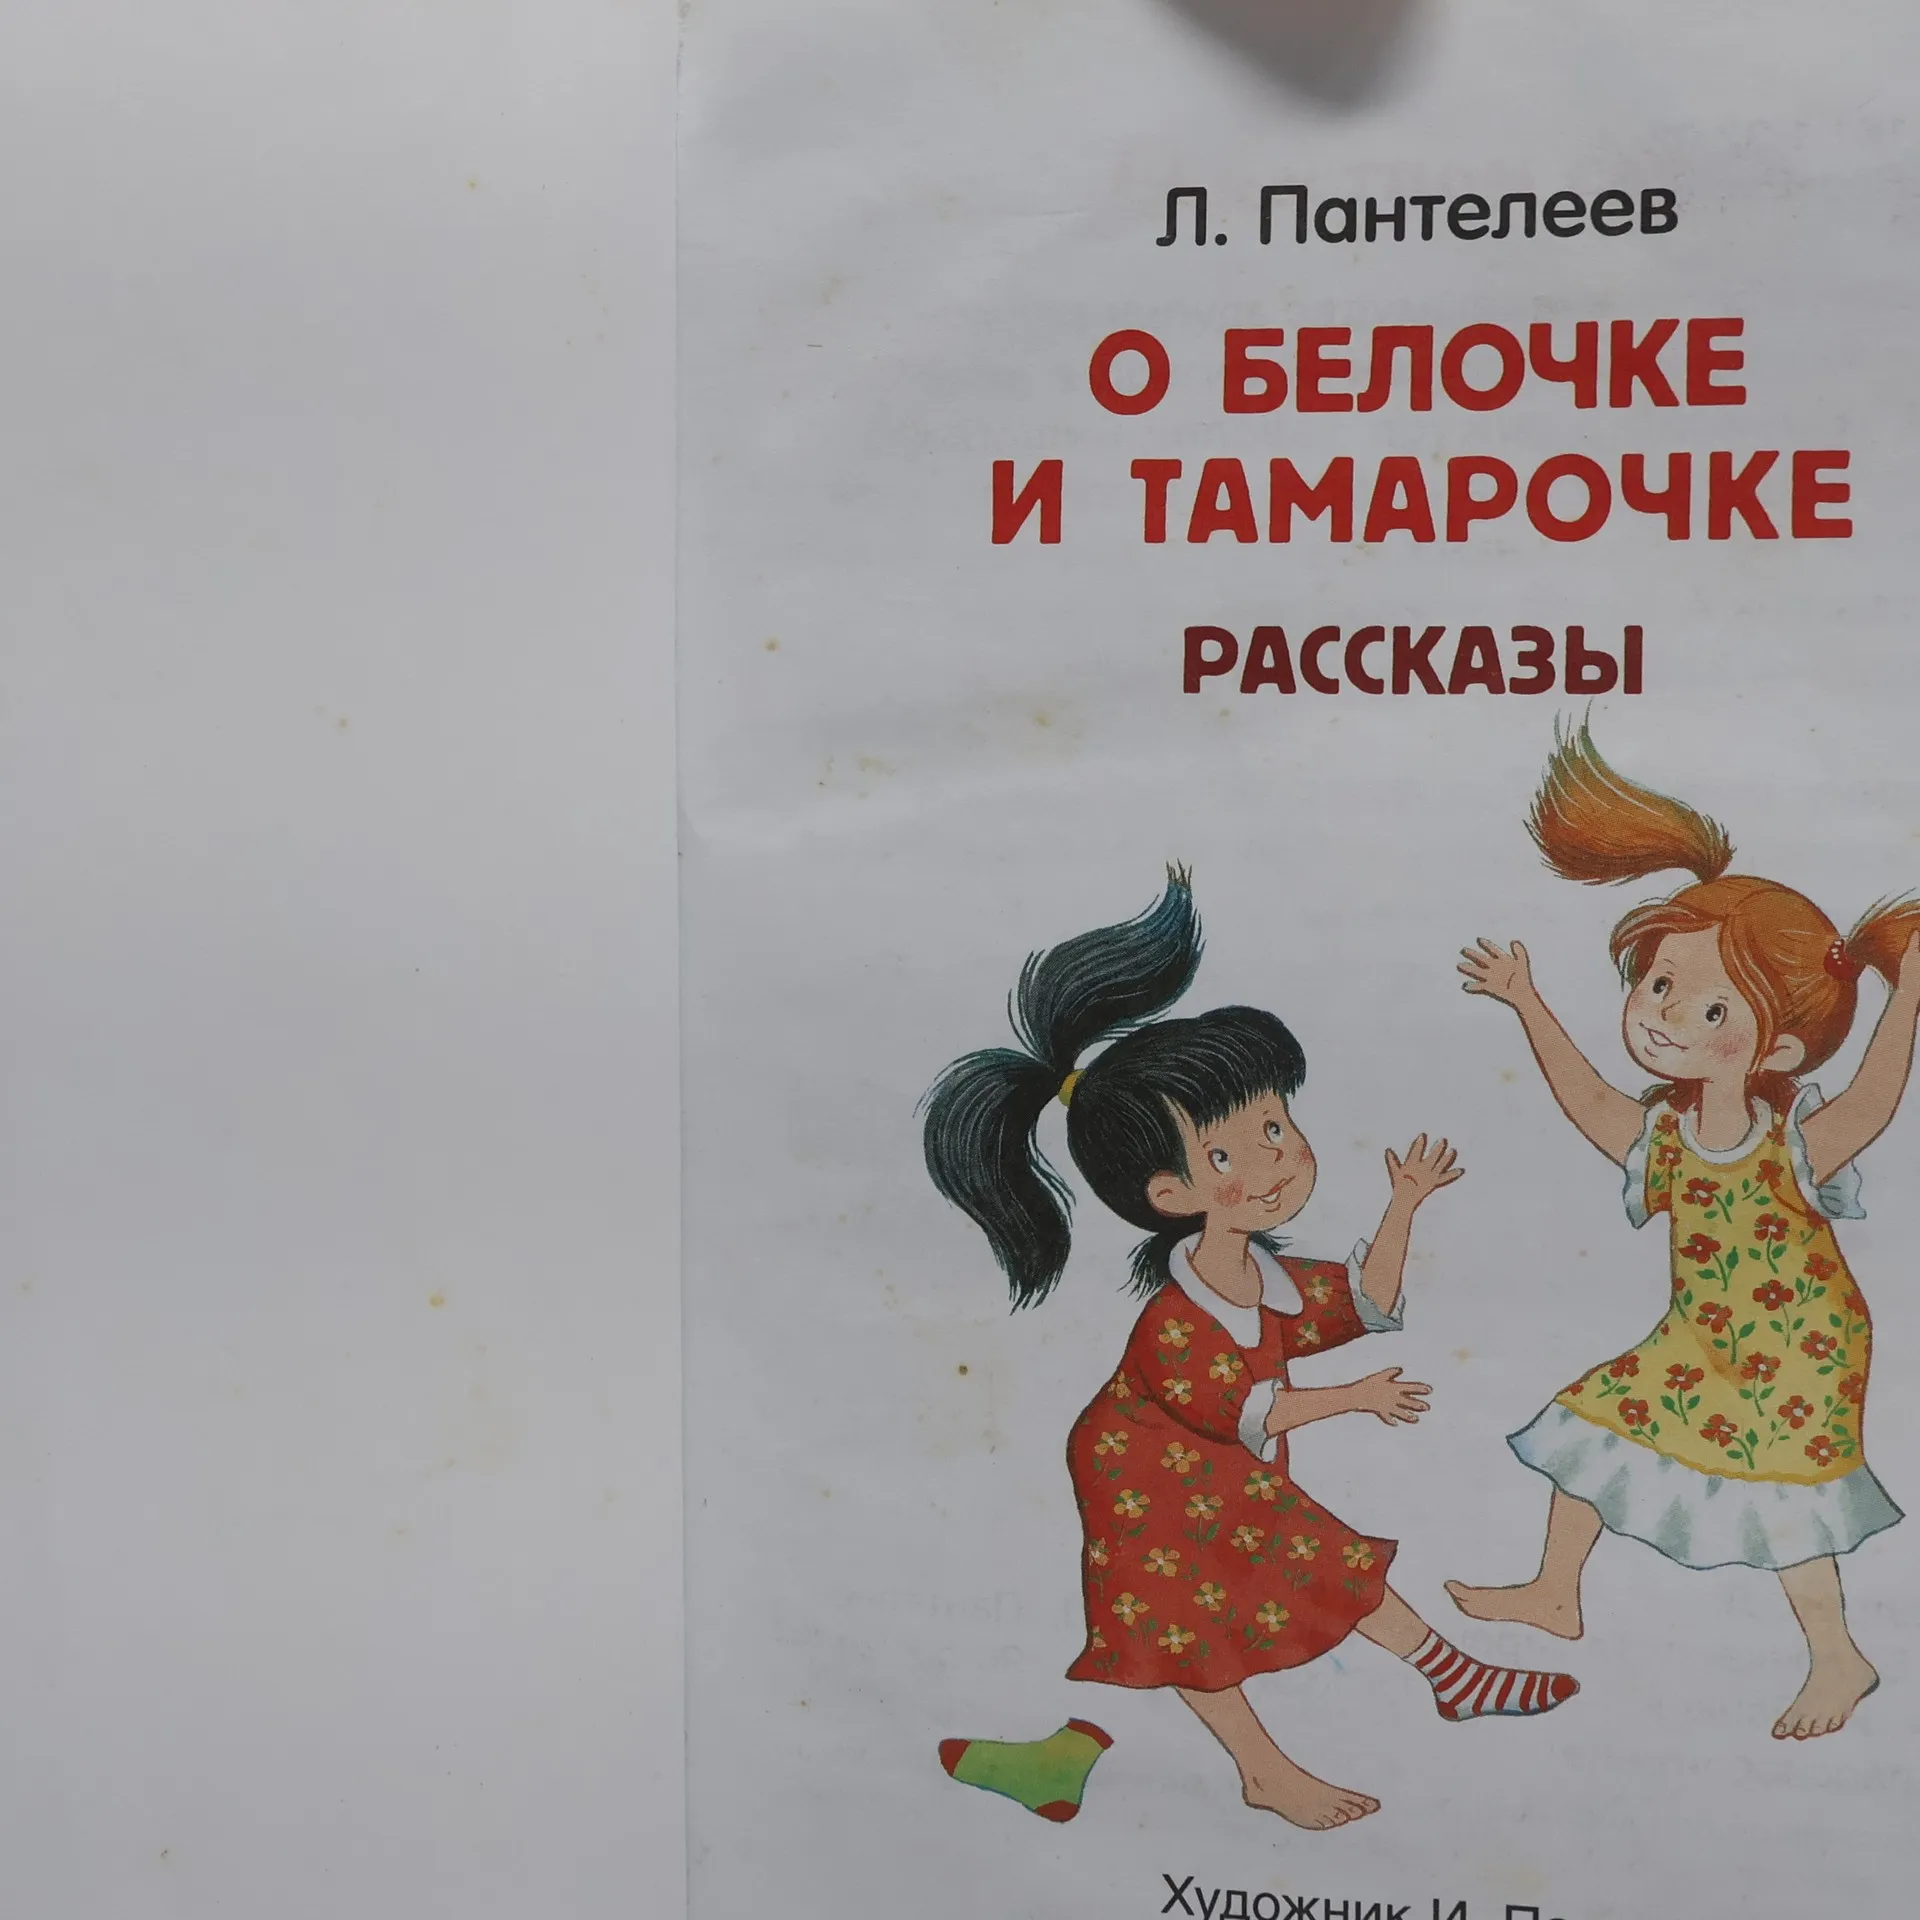 Л. Пантелеев
О БЕЛОЧКЕ
И ТАМАРОЧКЕ
РАССКАЗЫ
Художник И.